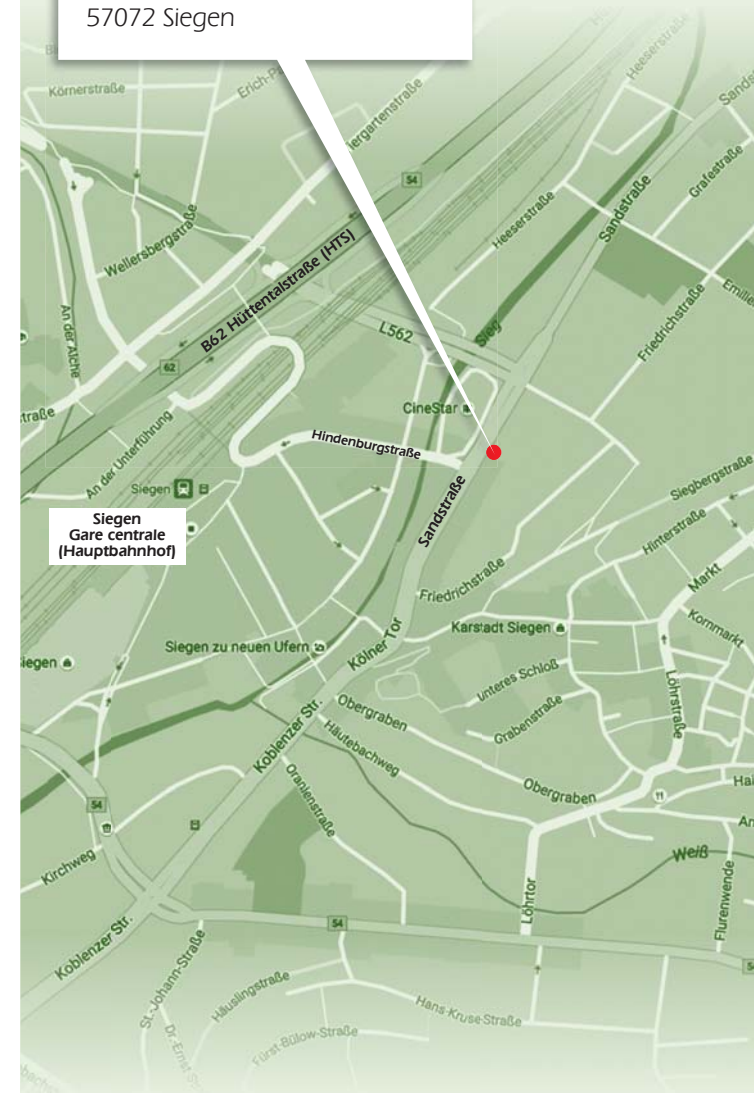 57072 Siegen
Körnerstraße
Heeserstraße
54
Wellersbergstraße
Heeserstraße
Sandstraße
Grafestraße
B62 Hüttentalstraße (HTS)
An der Alche
L562
Sieg
Friedrichstraße
62
CineStar
Hindenburgstraße
An der Unterführung
Siegen
Sandstraße
Siegbergstraße
Siegen
Gare centrale
(Hauptbahnhof)
Hinterstraße
Markt
Friedrichstraße
Kornmarkt
Karstadt Siegen
Siegen zu neuen Ufern
Kölner Tor
unteres Schloß
Löhrstraße
Grabenstraße
Obergraben
Häutebachweg
Koblenzer Str.
Oranienstraße
Obergraben
54
Weiß
Kirchweg
Löhrtor
Flurenwende
54
Koblenzer Str.
St.-Johann-Straße
Häuslingstraße
Hans-Kruse-Straße
Fürst-Bülow-Straße